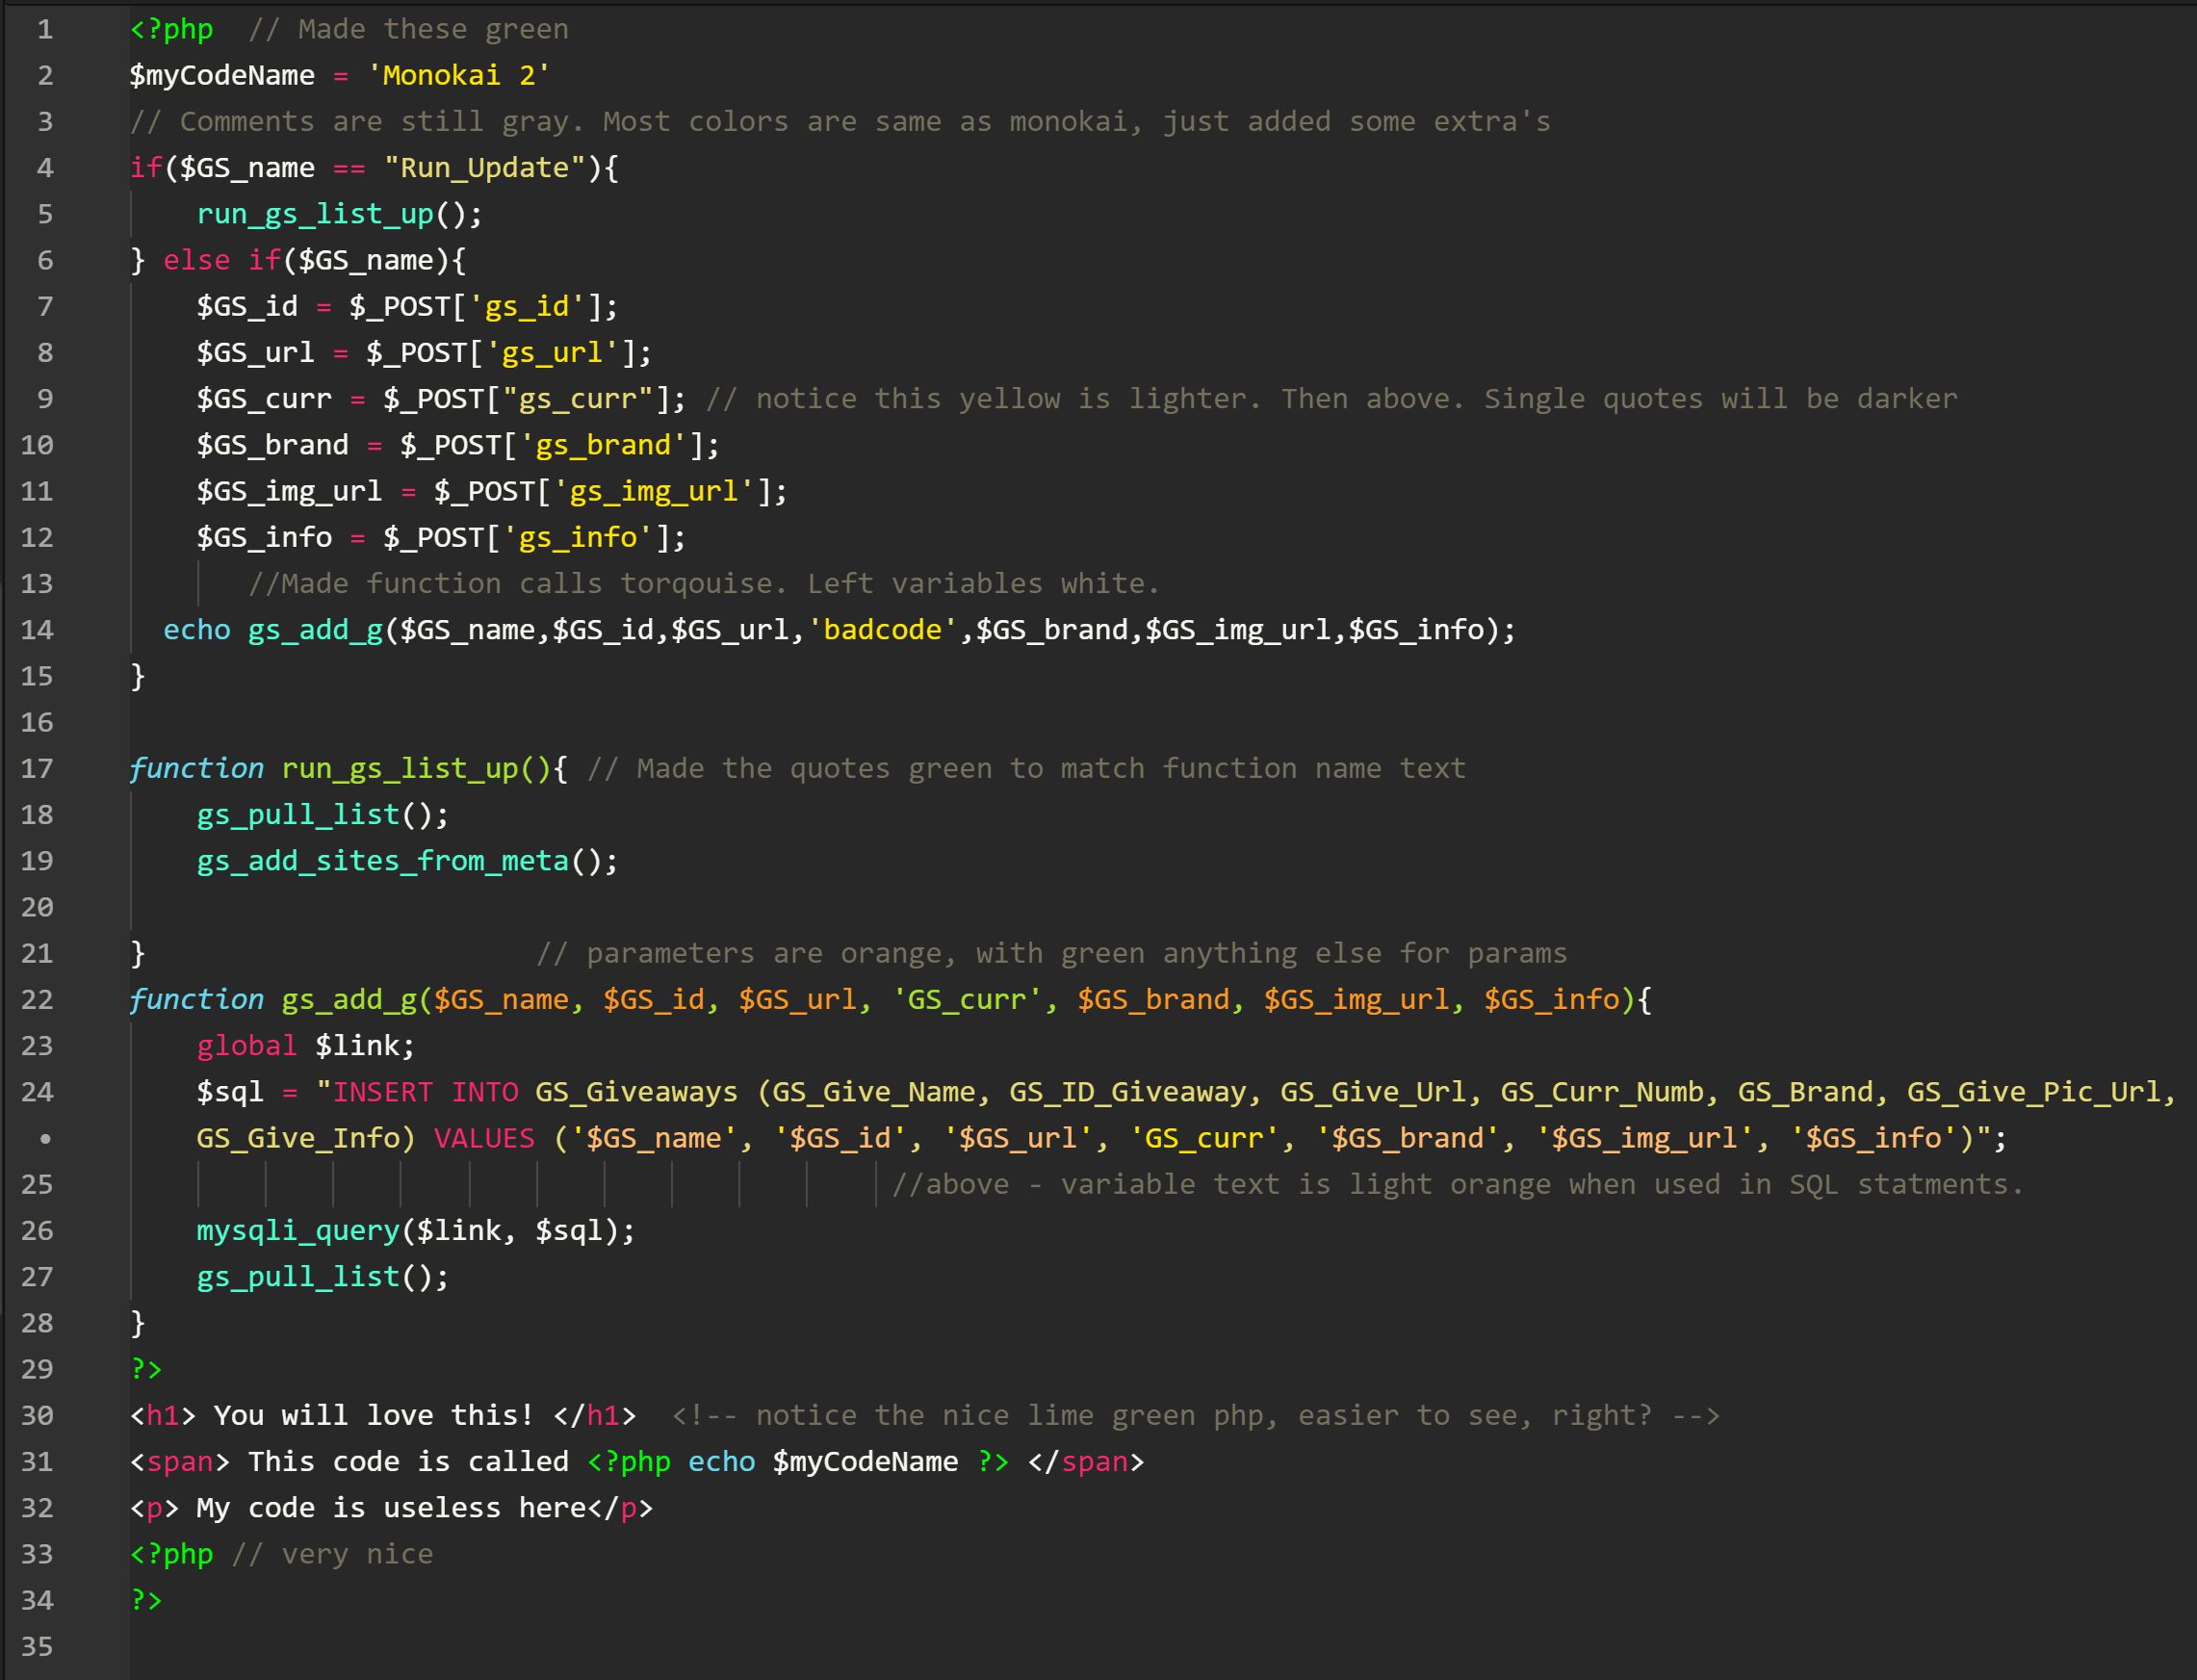 1 <?php  // Made these green
2 $myCodeName = 'Monokai 2'
3 // Comments are still gray. Most colors are same as monokai, just added some extra's
4 if($GS_name == "Run_Update"){
5     run_gs_list_up();
6 } else if($GS_name){
7     $GS_id = $_POST['gs_id'];
8     $GS_url = $_POST['gs_url'];
9     $GS_curr = $_POST["gs_curr"]; // notice this yellow is lighter. Then above. Single quotes will be darker
10     $GS_brand = $_POST['gs_brand'];
11     $GS_img_url = $_POST['gs_img_url'];
12     $GS_info = $_POST['gs_info'];
13        //Made function calls torqouise. Left variables white.
14   echo gs_add_g($GS_name,$GS_id,$GS_url,'badcode',$GS_brand,$GS_img_url,$GS_info);
15 }
16
17 function run_gs_list_up(){ // Made the quotes green to match function name text
18     gs_pull_list();
19     gs_add_sites_from_meta();
20
21 }                       // parameters are orange, with green anything else for params
22 function gs_add_g($GS_name, $GS_id, $GS_url, 'GS_curr', $GS_brand, $GS_img_url, $GS_info){
23     global $link;
24     $sql = "INSERT INTO GS_Giveaways (GS_Give_Name, GS_ID_Giveaway, GS_Give_Url, GS_Curr_Numb, GS_Brand, GS_Give_Pic_Url,
•     GS_Give_Info) VALUES ('$GS_name', '$GS_id', '$GS_url', 'GS_curr', '$GS_brand', '$GS_img_url', '$GS_info')";
25                                              //above - variable text is light orange when used in SQL statments.
26     mysqli_query($link, $sql);
27     gs_pull_list();
28 }
29 ?>
30 <h1> You will love this! </h1>  <!-- notice the nice lime green php, easier to see, right? -->
31 <span> This code is called <?php echo $myCodeName ?> </span>
32 <p> My code is useless here</p>
33 <?php // very nice
34 ?>
35